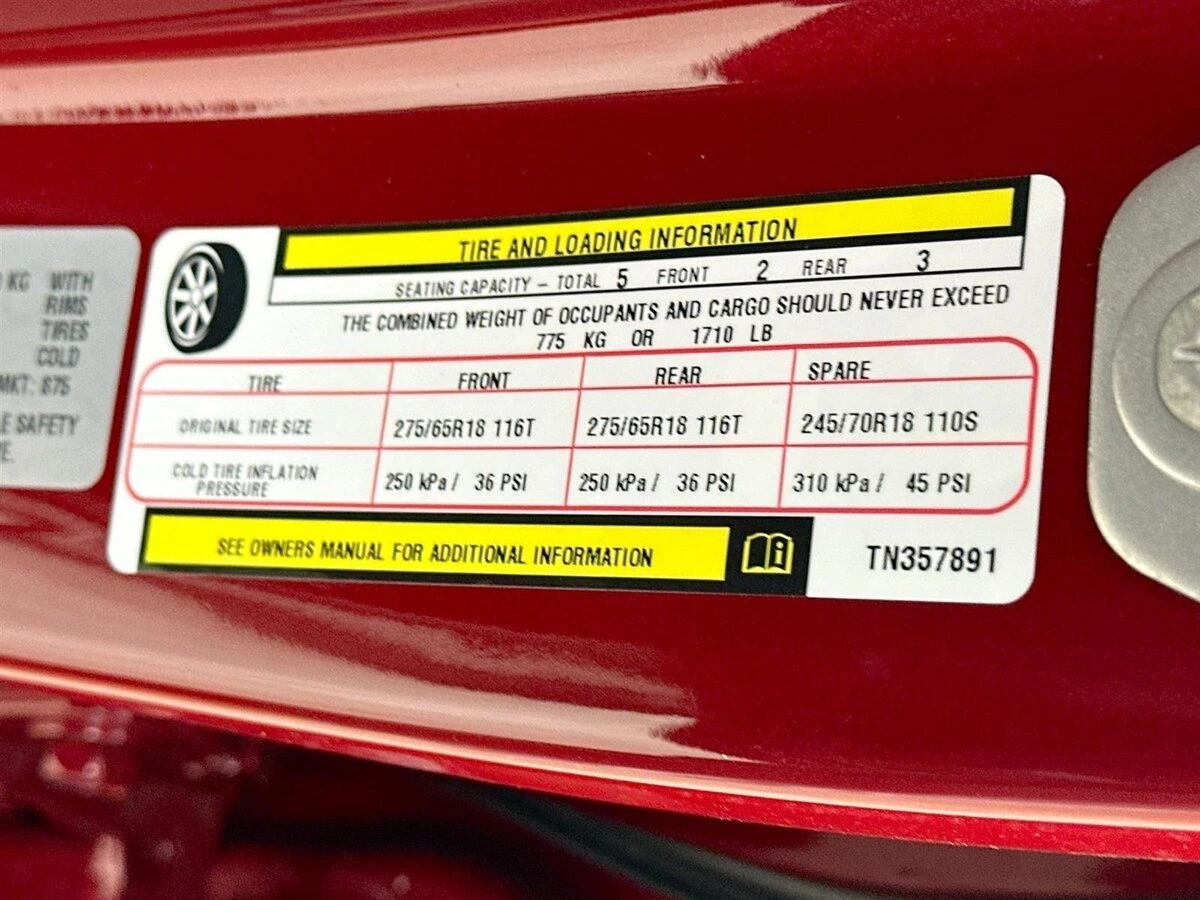 KG WITH
RIMS
TIRES
COLD
MKT: 875
SAFETY
TIRE AND LOADING INFORMATION
SEATING CAPACITY – TOTAL 5 FRONT 2 REAR 3
THE COMBINED WEIGHT OF OCCUPANTS AND CARGO SHOULD NEVER EXCEED
775 KG OR 1710 LB
TIRE FRONT REAR SPARE
ORIGINAL TIRE SIZE 275/65R18 116T 275/65R18 116T 245/70R18 110S
COLD TIRE INFLATION
PRESSURE 250 kPa / 36 PSI 250 kPa / 36 PSI 310 kPa / 45 PSI
SEE OWNERS MANUAL FOR ADDITIONAL INFORMATION
TN357891